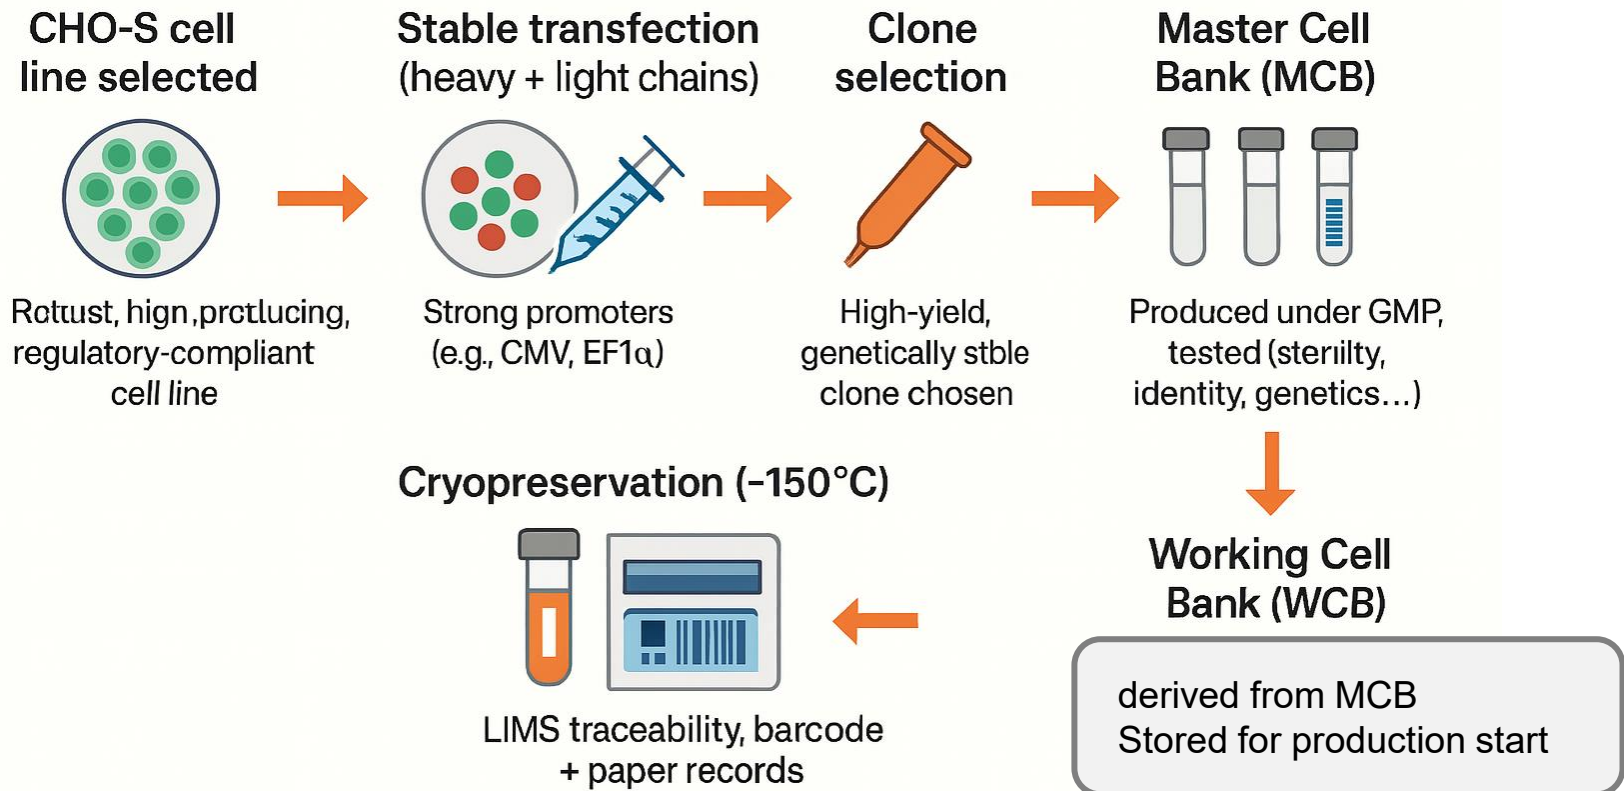 CHO-S cell
line selected
Rottust, hign,prctlucing,
regulatory-compliant
cell line
Stable transfection
(heavy + light chains)
Strong promoters
(e.g., CMV, EF1α)
Clone
selection
High-yield,
genetically stble
clone chosen
Master Cell
Bank (MCB)
Produced under GMP,
tested (steriilty,
identity, genetics...)
Working Cell
Bank (WCB)
derived from MCB
Stored for production start
Cryopreservation (-150°C)
LIMS traceability, barcode
+ paper records